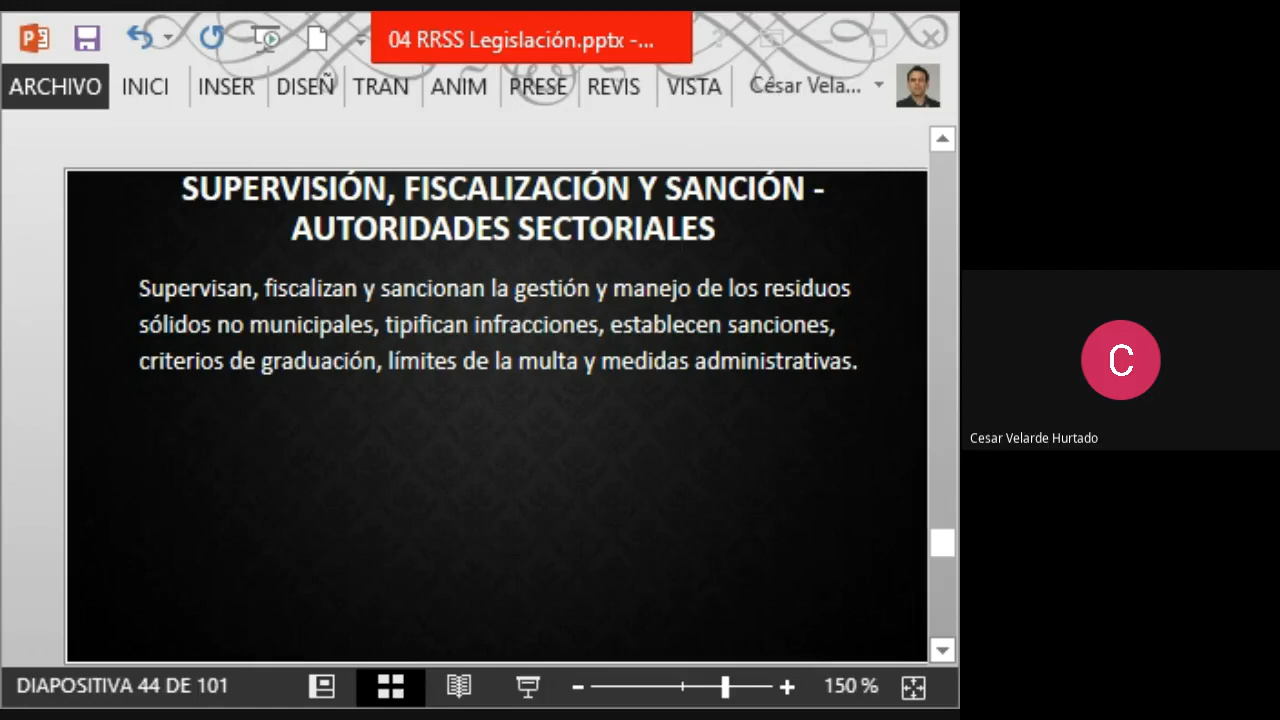 04 RRSS Legislación.pptx -...
ARCHIVO INICI INSER DISEÑ TRAN ANIM PRESE REVIS VISTA César Vela...
SUPERVISIÓN, FISCALIZACIÓN Y SANCIÓN -
AUTORIDADES SECTORIALES
Supervisan, fiscalizan y sancionan la gestión y manejo de los residuos
sólidos no municipales, tipifican infracciones, establecen sanciones,
criterios de graduación, límites de la multa y medidas administrativas.
C
Cesar Velarde Hurtado
DIAPOSITIVA 44 DE 101 150 %